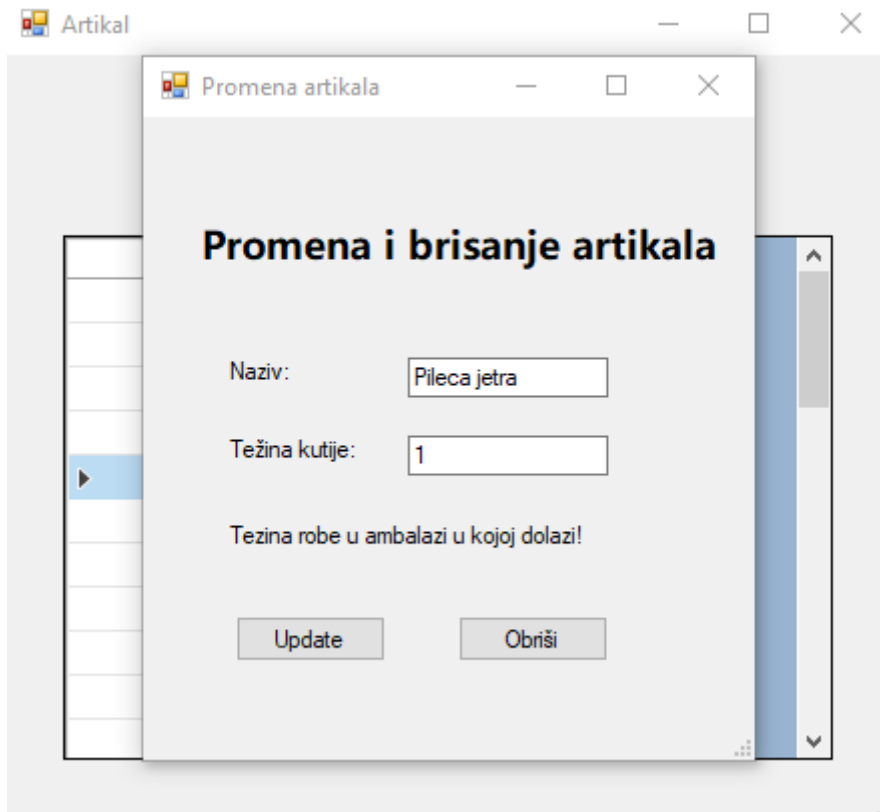 Artikal
Promena artikala
Promena i brisanje artikala
Naziv: Pileca jetra
Težina kutije: 1
Tezina robe u ambalazi u kojoj dolazi!
Update Obriši